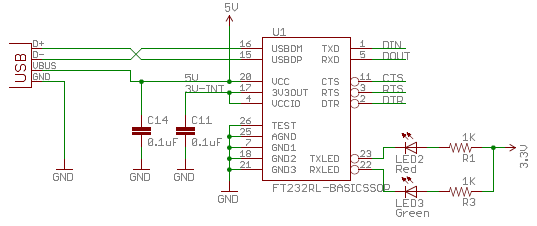 5V
U1
USB
D+
D-
VBUS
GND
16 USBDM
15 USBDP
20 VCC
17 3V3OUT
4 VCCIO
26 TEST
25 AGND
7 GND1
18 GND2
21 GND3
TXD 1 DIN
RXD 5 DOUT
CTS 11 CTS
RTS 3 RTS
DTR 2 DTR
TXLED 23
RXLED 22
5V
3V-INT
C14
0.1uF
C11
0.1uF
GND
GND
GND
GND
FT232RL-BASICSSOP
LED2
Red
1K
R1
LED3
Green
1K
R3
3.3V